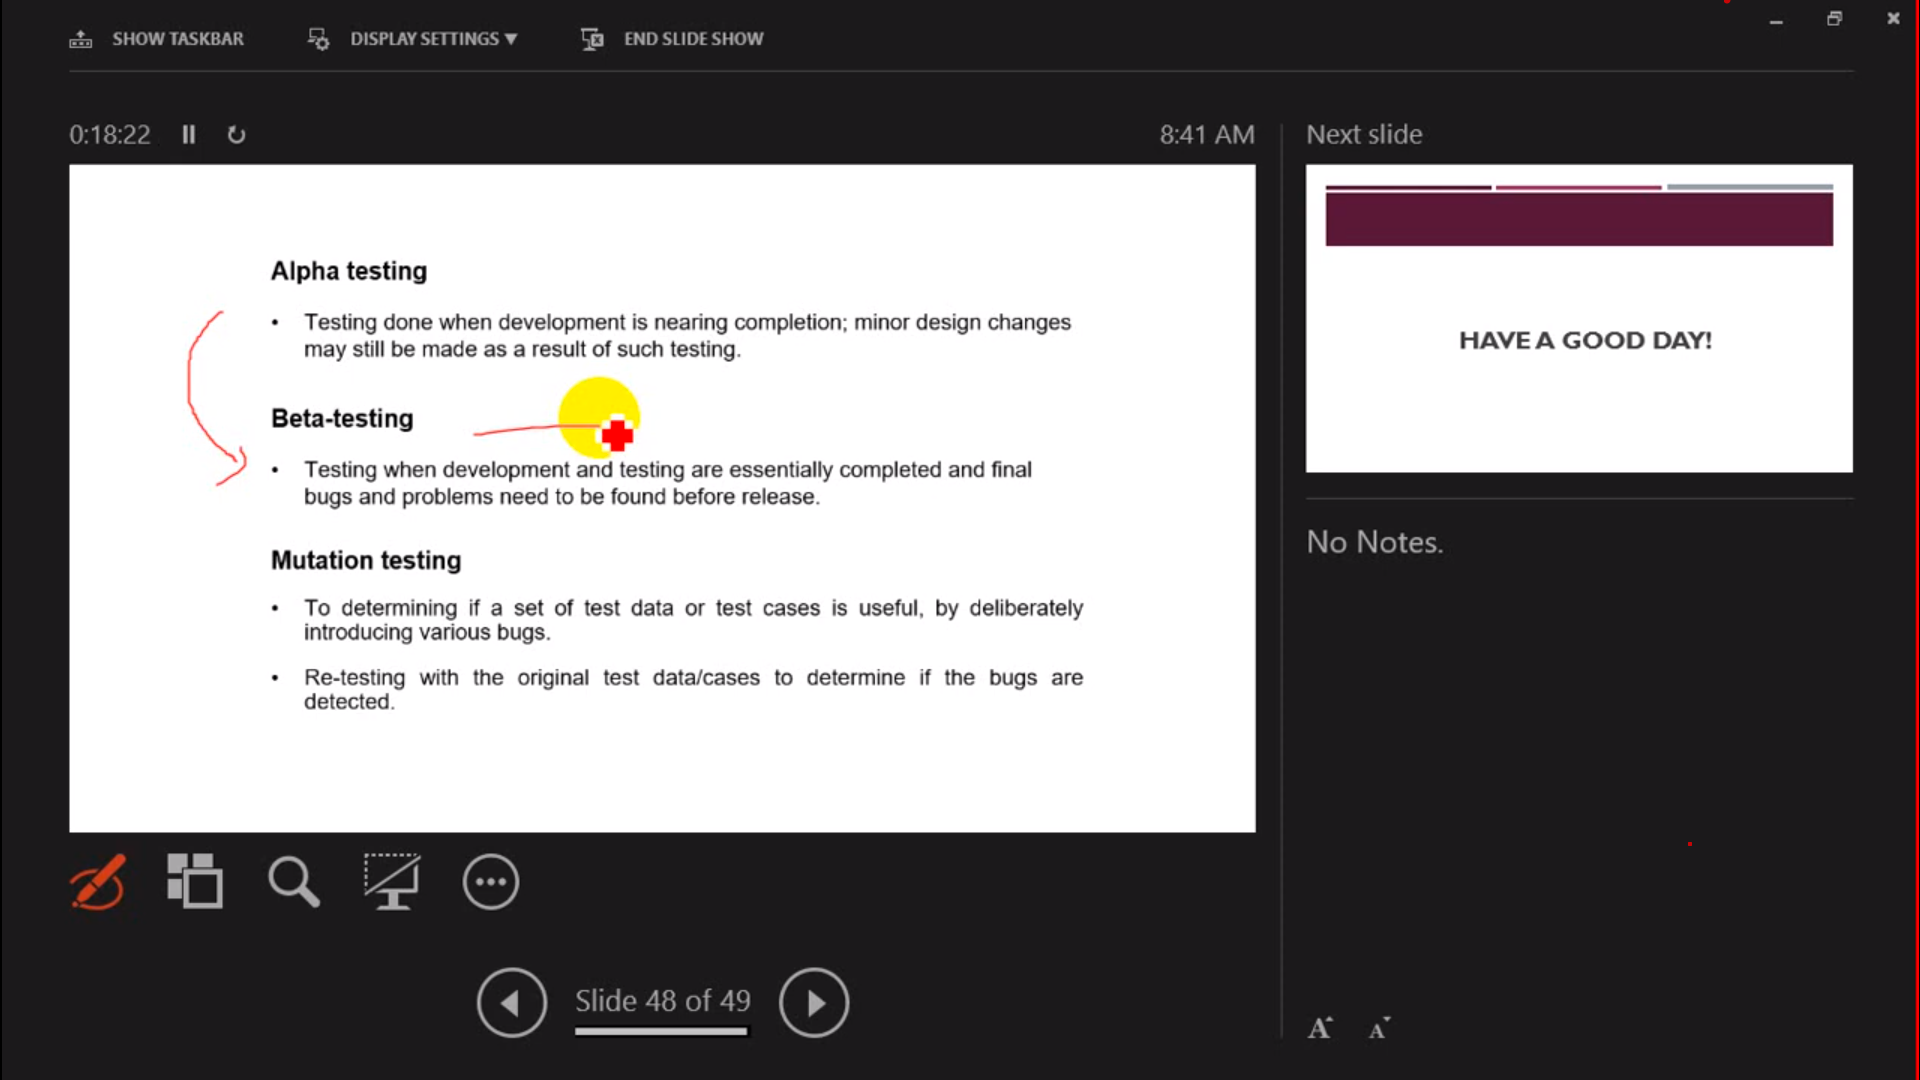 SHOW TASKBAR
DISPLAY SETTINGS ▼
END SLIDE SHOW
0:18:22
8:41 AM
Alpha testing
• Testing done when development is nearing completion; minor design changes
may still be made as a result of such testing.
Beta-testing
• Testing when development and testing are essentially completed and final
bugs and problems need to be found before release.
Mutation testing
• To determining if a set of test data or test cases is useful, by deliberately
introducing various bugs.
• Re-testing with the original test data/cases to determine if the bugs are
detected.
Slide 48 of 49
Next slide
HAVE A GOOD DAY!
No Notes.
A A